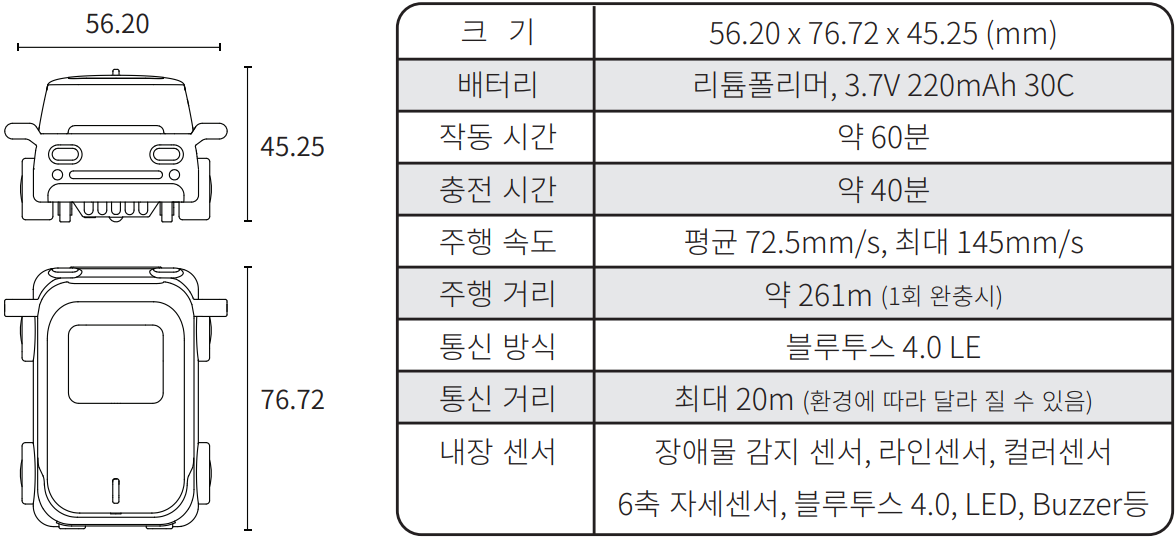 56.20
45.25
76.72
크 기 56.20 x 76.72 x 45.25 (mm)
배터리 리튬폴리머, 3.7V 220mAh 30C
작동 시간 약 60분
충전 시간 약 40분
주행 속도 평균 72.5mm/s, 최대 145mm/s
주행 거리 약 261m (1회 완충시)
통신 방식 블루투스 4.0 LE
통신 거리 최대 20m (환경에 따라 달라 질 수 있음)
내장 센서 장애물 감지 센서, 라인센서, 컬러센서
6축 자세센서, 블루투스 4.0, LED, Buzzer등